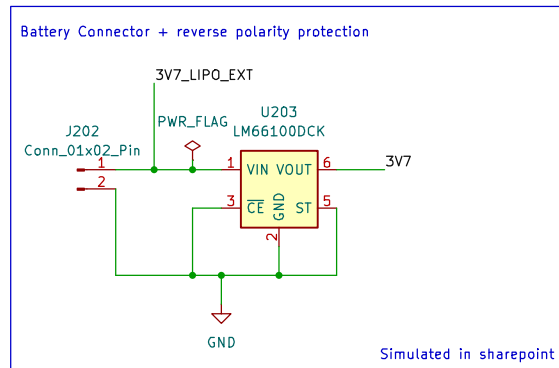 Battery Connector + reverse polarity protection
3V7_LIPO_EXT
PWR_FLAG
U203
LM66100DCK
J202
Conn_01x02_Pin
1
2
1
VIN
VOUT
6
3V7
3
CE
GND
ST
5
2
GND
Simulated in sharepoint